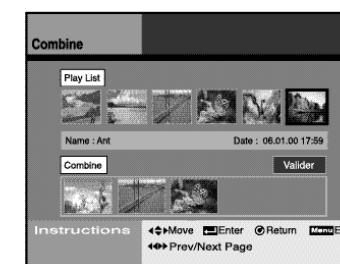 Combine
Play List
Name : Ant Date : 06.01.00 17:59
Combine Valider
Instructions Move Enter Return Menu E
Prev/Next Page